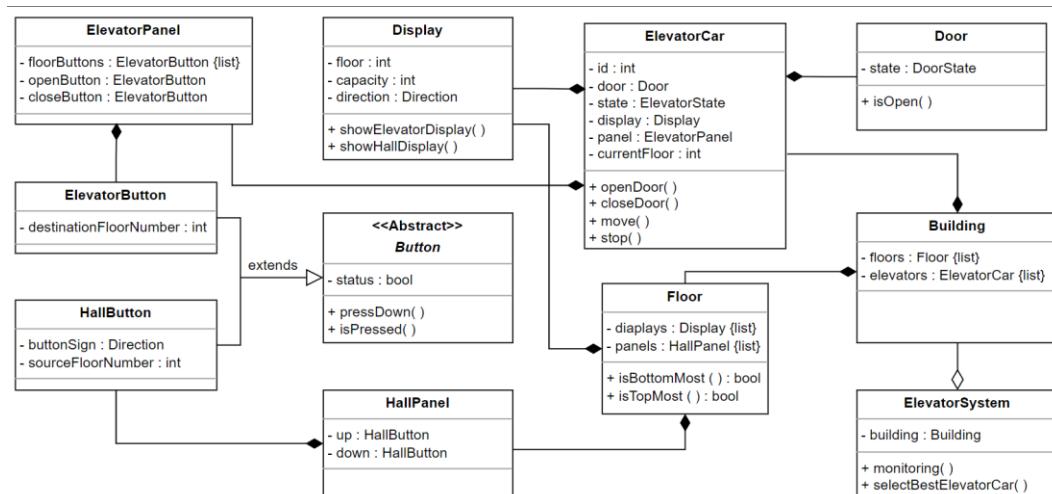 ElevatorPanel
- floorButtons : ElevatorButton {list}
- openButton : ElevatorButton
- closeButton : ElevatorButton
Display
- floor : int
- capacity : int
- direction : Direction
+ showElevatorDisplay( )
+ showHallDisplay( )
ElevatorCar
- id : int
- door : Door
- state : ElevatorState
- display : Display
- panel : ElevatorPanel
- currentFloor : int
+ openDoor( )
+ closeDoor( )
+ move( )
+ stop( )
Door
- state : DoorState
+ isOpen( )
ElevatorButton
- destinationFloorNumber : int
extends
<<Abstract>>
Button
- status : bool
+ pressDown( )
+ isPressed( )
Building
- floors : Floor {list}
- elevators : ElevatorCar {list}
HallButton
- buttonSign : Direction
- sourceFloorNumber : int
Floor
- diaplays : Display {list}
- panels : HallPanel {list}
+ isBottomMost ( ) : bool
+ isTopMost ( ) : bool
HallPanel
- up : HallButton
- down : HallButton
ElevatorSystem
- building : Building
+ monitoring( )
+ selectBestElevatorCar( )